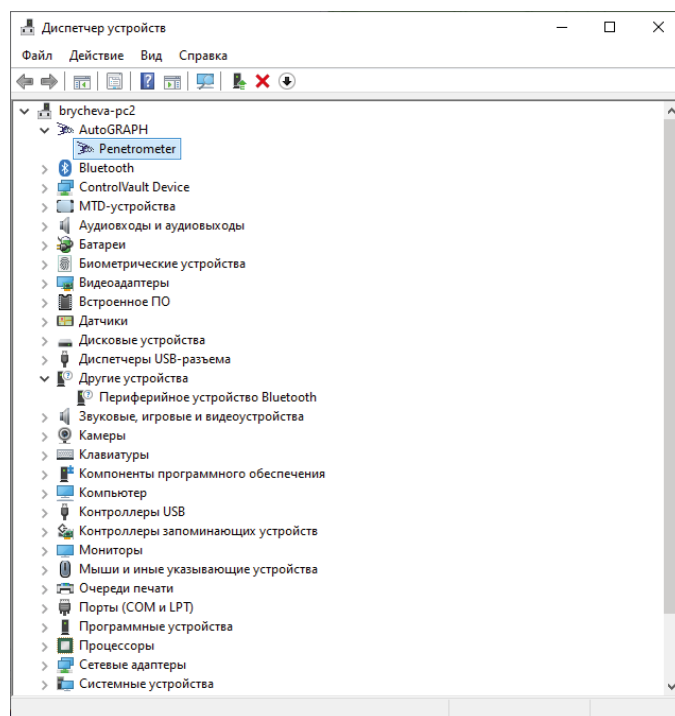 Диспетчер устройств
Файл Действие Вид Справка
brycheva-pc2
AutoGRAPH
Penetrometer
Bluetooth
ControlVault Device
MTD-устройства
Аудиовходы и аудиовыходы
Батареи
Биометрические устройства
Видеоадаптеры
Встроенное ПО
Датчики
Дисковые устройства
Диспетчеры USB-разъема
Другие устройства
Периферийное устройство Bluetooth
Звуковые, игровые и видеоустройства
Камеры
Клавиатуры
Компоненты программного обеспечения
Компьютер
Контроллеры USB
Контроллеры запоминающих устройств
Мониторы
Мыши и иные указывающие устройства
Очереди печати
Порты (COM и LPT)
Программные устройства
Процессоры
Сетевые адаптеры
Системные устройства